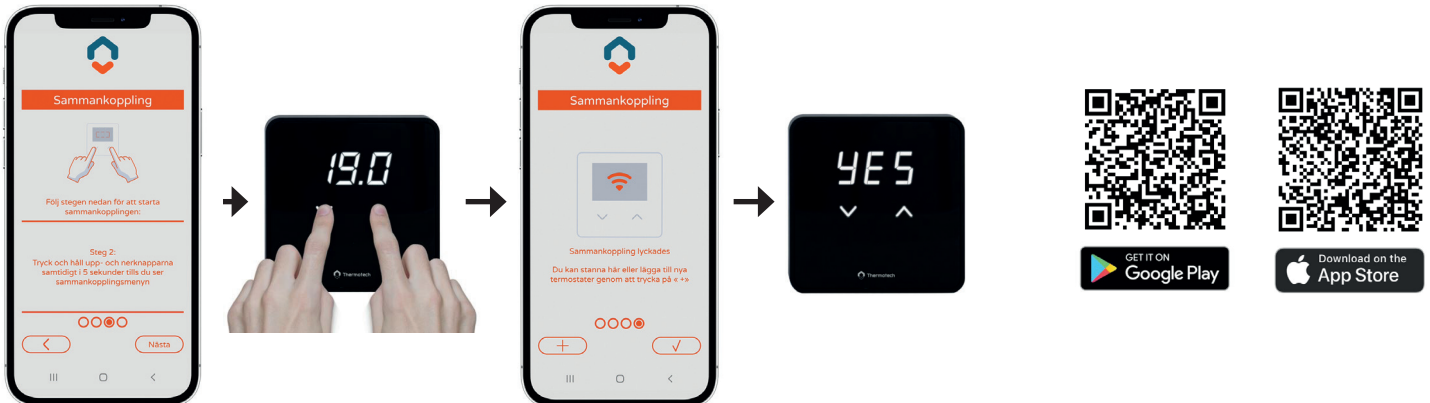 Sammankoppling
Följ stegen nedan för att starta
sammankopplingen:
Steg 2:
Tryck och håll upp- och nerknapparna
samtidigt i 5 sekunder tills du ser
sammankopplingsmenyn
Nästa
19.0
Thermotech
Sammankoppling
Sammankoppling lyckades
Du kan stanna här eller lägga till nya
termostater genom att trycka på « +»
YES
Thermotech
GET IT ON
Google Play
Download on the
App Store